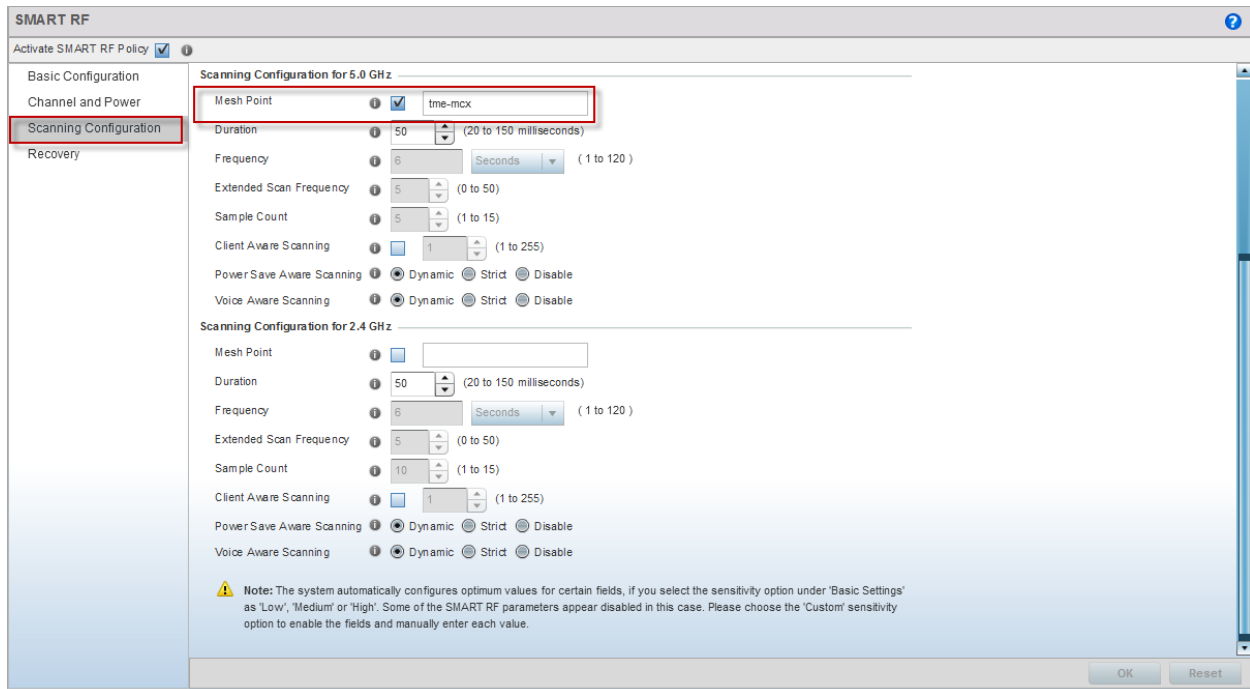 SMART RF
Activate SMART RF Policy
Basic Configuration
Channel and Power
Scanning Configuration
Recovery
Scanning Configuration for 5.0 GHz
Mesh Point tme-mcx
Duration 50 (20 to 150 milliseconds)
Frequency 6 Seconds ( 1 to 120 )
Extended Scan Frequency 5 (0 to 50)
Sample Count 5 (1 to 15)
Client Aware Scanning 1 (1 to 255)
Power Save Aware Scanning Dynamic Strict Disable
Voice Aware Scanning Dynamic Strict Disable
Scanning Configuration for 2.4 GHz
Mesh Point
Duration 50 (20 to 150 milliseconds)
Frequency 6 Seconds ( 1 to 120 )
Extended Scan Frequency 5 (0 to 50)
Sample Count 10 (1 to 15)
Client Aware Scanning 1 (1 to 255)
Power Save Aware Scanning Dynamic Strict Disable
Voice Aware Scanning Dynamic Strict Disable
Note: The system automatically configures optimum values for certain fields, if you select the sensitivity option under 'Basic Settings'
as 'Low', 'Medium' or 'High'. Some of the SMART RF parameters appear disabled in this case. Please choose the 'Custom' sensitivity
option to enable the fields and manually enter each value.
OK Reset